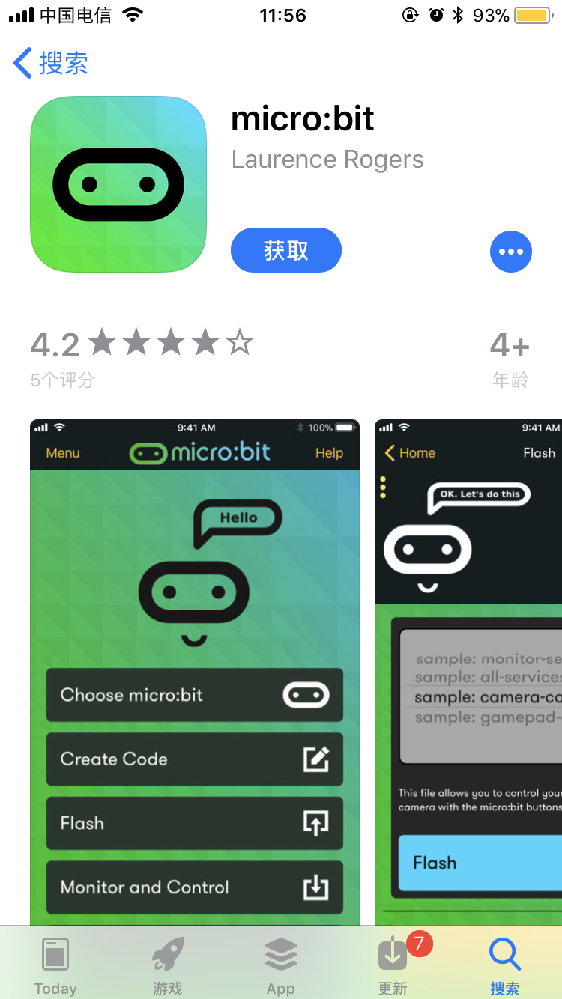 中国电信
11:56
93%
搜索
micro:bit
Laurence Rogers
获取
4.2
5个评分
4+
年龄
9:41 AM
100%
Menu
micro:bit
Help
Hello
Choose micro:bit
Create Code
Flash
Monitor and Control
9:41 AM
Home
Flash
OK. Let's do this
sample: monitor-se
sample: all-services
sample: camera-co
sample: gamepad-
This file allows you to control your
camera with the micro:bit buttons
Flash
Today
游戏
App
7
更新
搜索